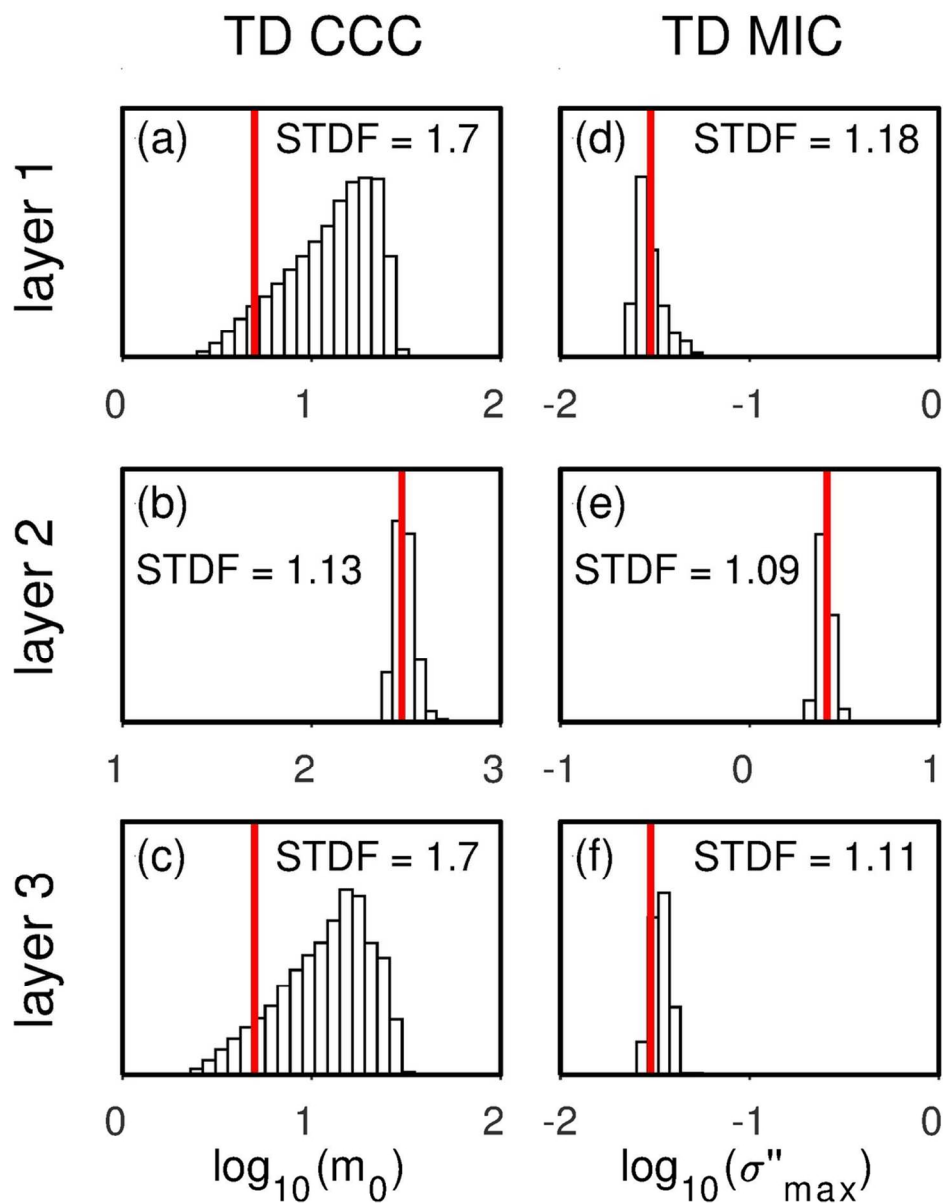 TD CCC TD MIC
layer 1
(a) STDF = 1.7
(d) STDF = 1.18
0 1 2
-2 -1 0
layer 2
(b)
STDF = 1.13
(e)
STDF = 1.09
1 2 3
-1 0 1
layer 3
(c) STDF = 1.7
(f) STDF = 1.11
0 1 2
-2 -1 0
log₁₀(m₀)
log₁₀(σ''ₘₐₓ)